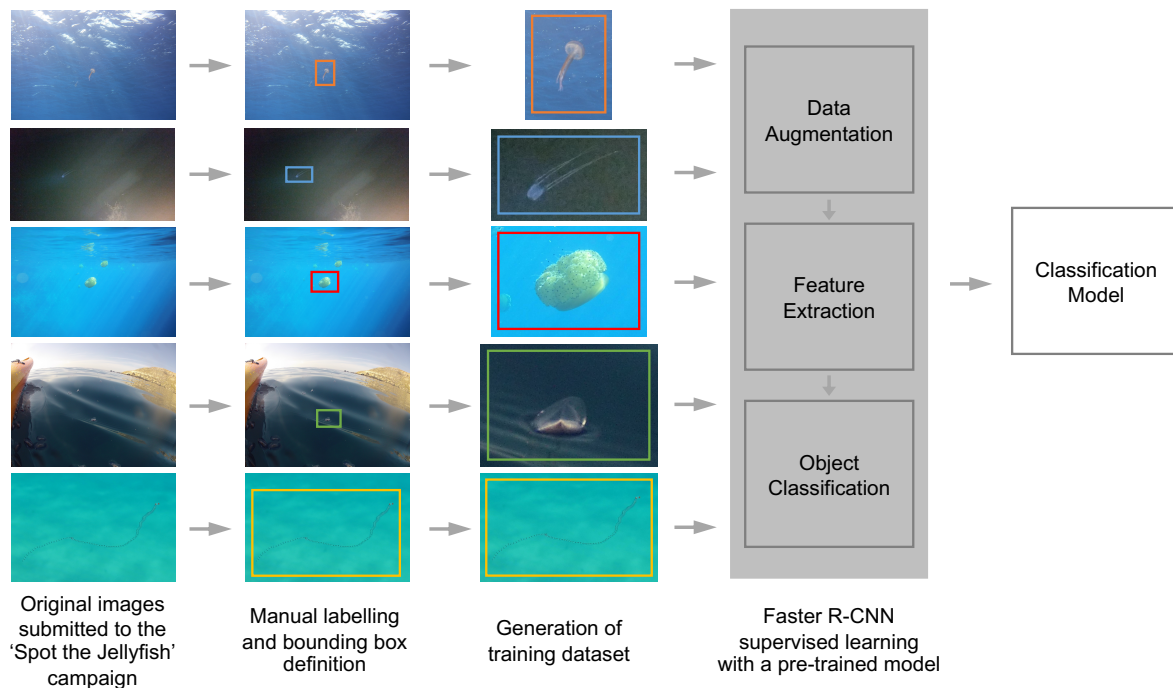 Data
Augmentation
Feature
Extraction
Object
Classification
Classification
Model
Original images
submitted to the
‘Spot the Jellyfish’
campaign
Manual labelling
and bounding box
definition
Generation of
training dataset
Faster R-CNN
supervised learning
with a pre-trained model